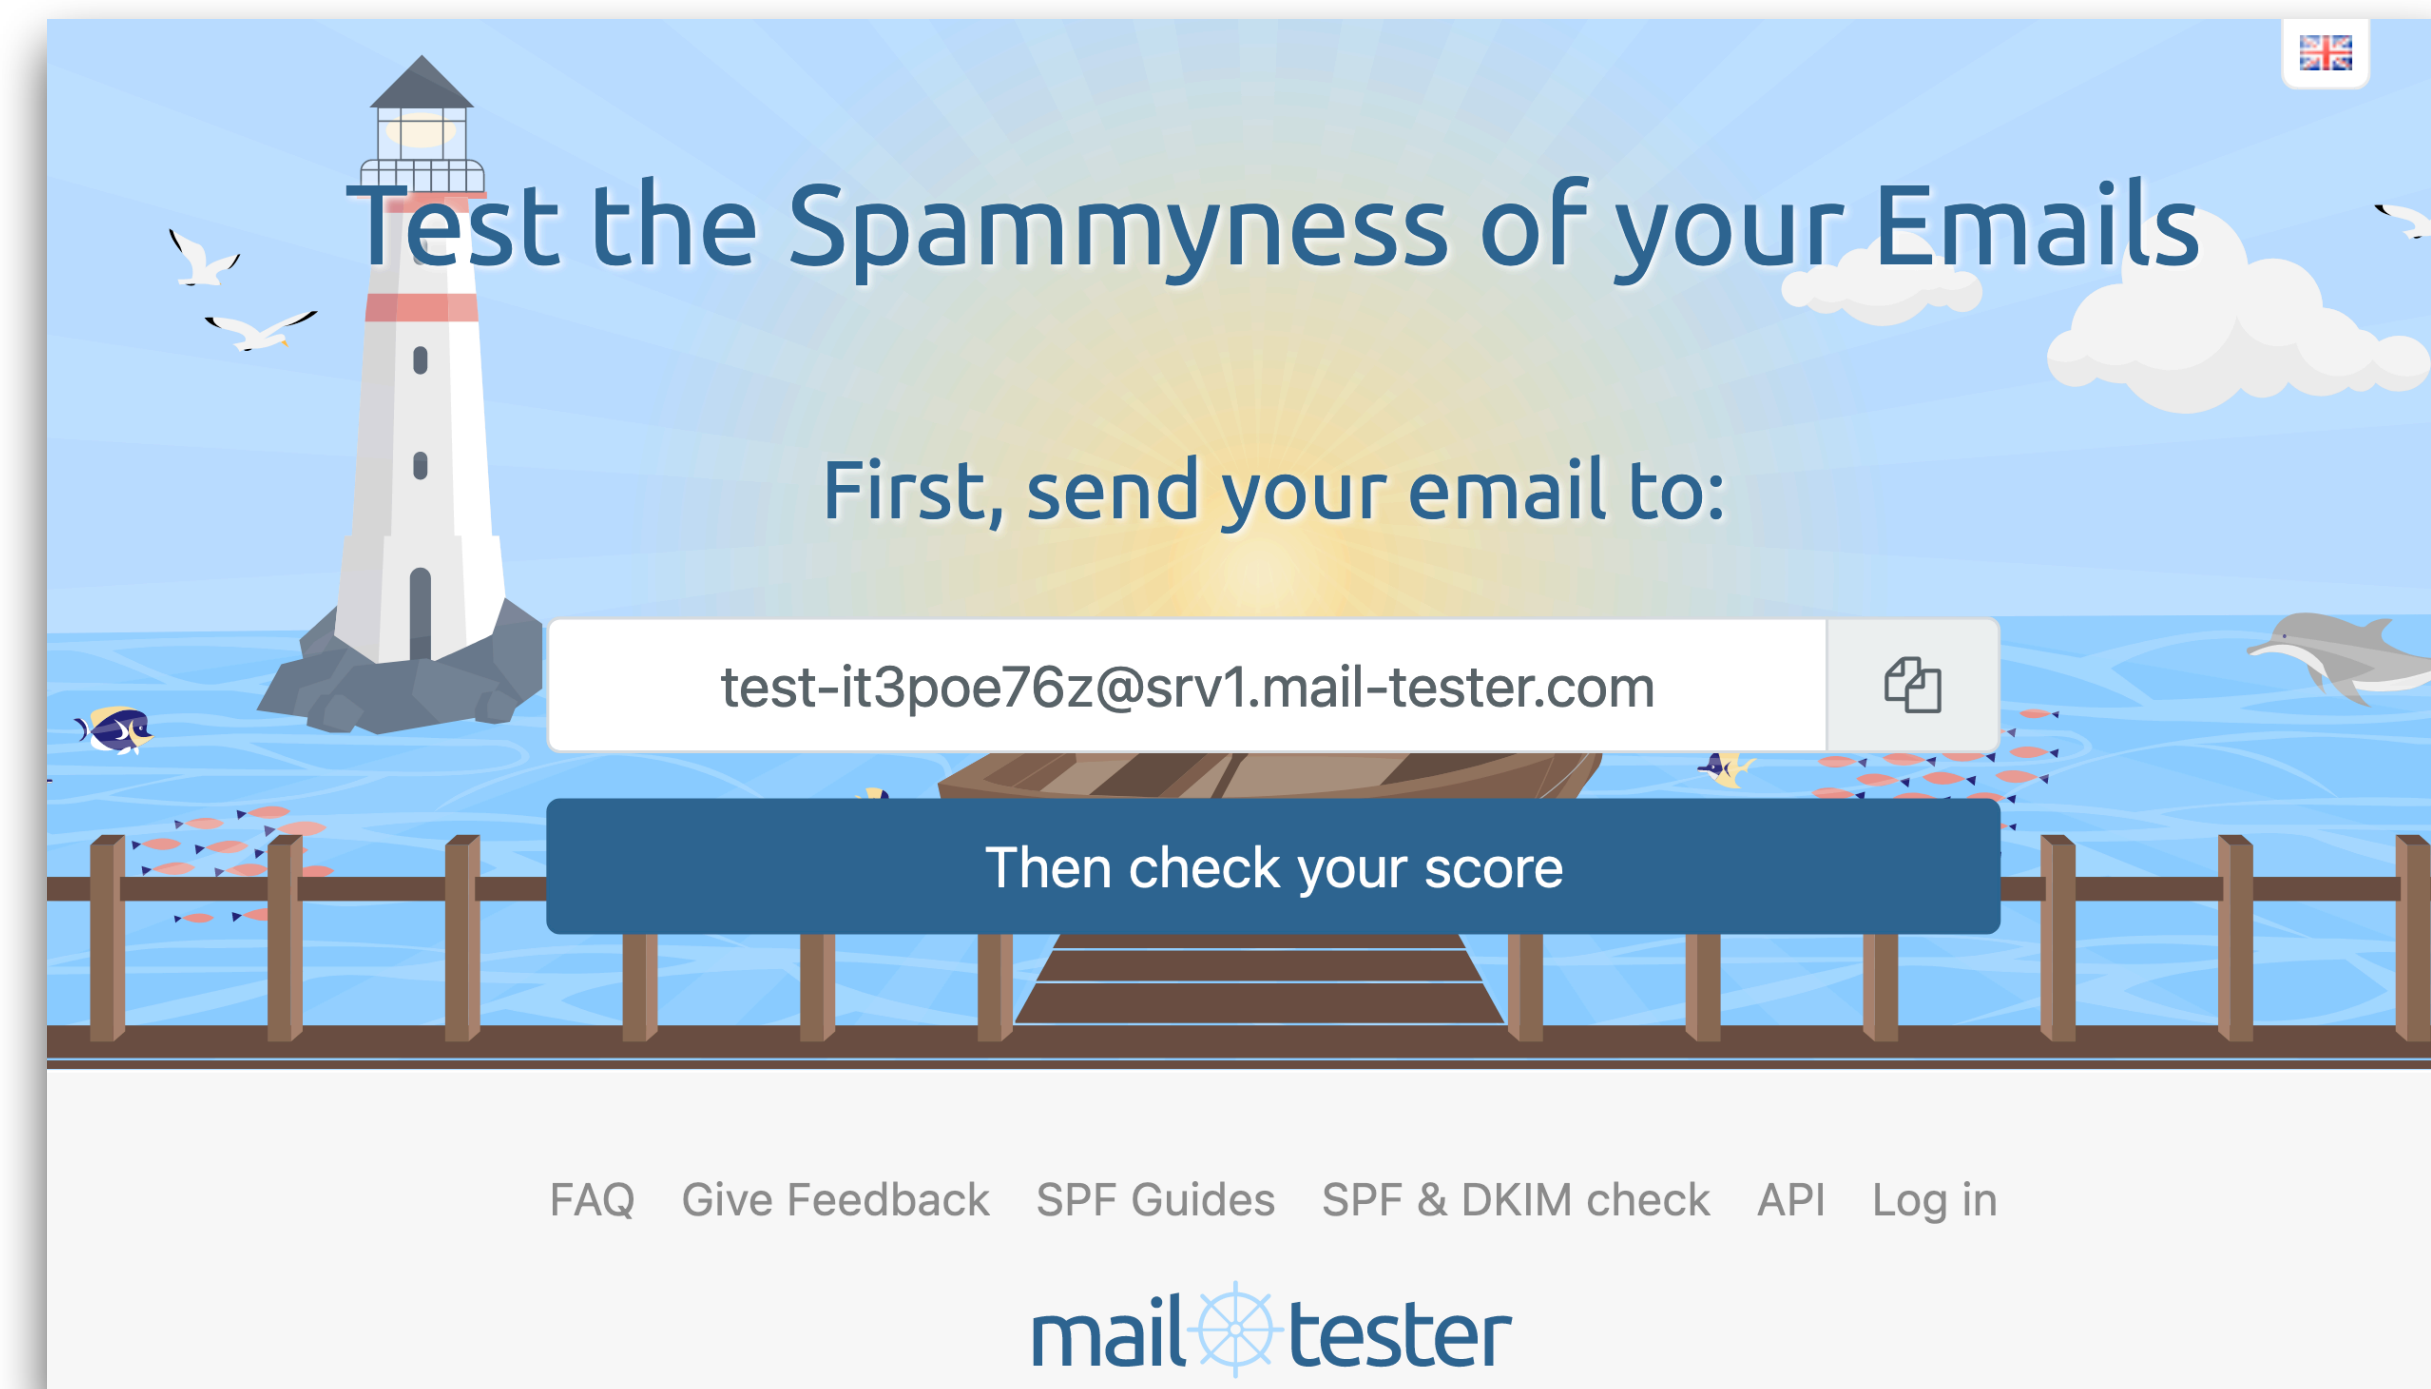 Test the Spammyness of your Emails
First, send your email to:
test-it3poe76z@srv1.mail-tester.com
Then check your score
FAQ Give Feedback SPF Guides SPF & DKIM check API Log in
mail tester